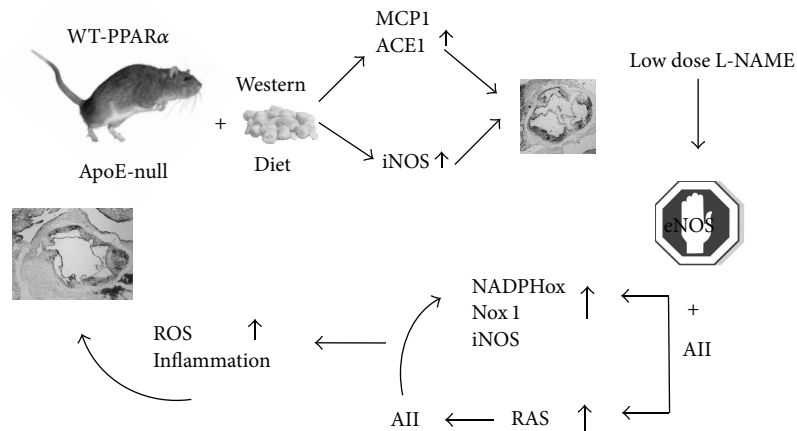 WT-PPARα
ApoE-null
+
Western
Diet
MCP1
ACE1
iNOS
Low dose L-NAME
eNOS
+
AII
NADPHox
Nox 1
iNOS
RAS
AII
ROS
Inflammation